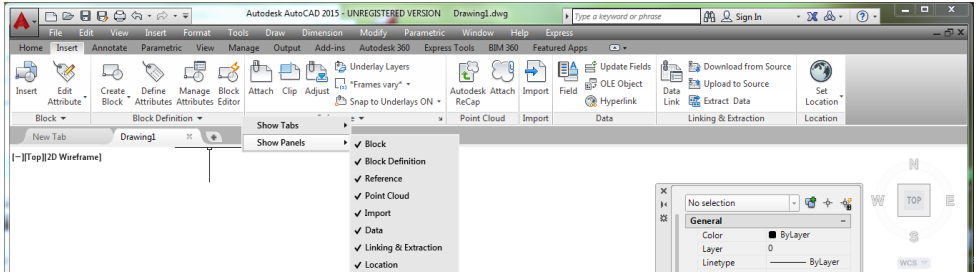 Autodesk AutoCAD 2015 - UNREGISTERED VERSION Drawing1.dwg
Type a keyword or phrase
Sign In
File Edit View Insert Format Tools Draw Dimension Modify Parametric Window Help Express
Home Insert Annotate Parametric View Manage Output Add-ins Autodesk 360 Express Tools BIM 360 Featured Apps
Insert
Edit
Attribute
Create
Block
Define
Attributes
Manage
Attributes
Block
Editor
Attach
Clip
Adjust
Underlay Layers
*Frames vary*
Snap to Underlays ON
Autodesk
ReCap
Attach
Import
Field
Update Fields
OLE Object
Hyperlink
Data
Link
Download from Source
Upload to Source
Extract Data
Set
Location
Block
Block Definition
Point Cloud
Import
Data
Linking & Extraction
Location
New Tab
Drawing1
Show Tabs
Show Panels
Block
Block Definition
Reference
Point Cloud
Import
Data
Linking & Extraction
Location
[-][Top][2D Wireframe]
No selection
General
Color ByLayer
Layer 0
Linetype ByLayer
N
W
TOP
E
S
WCS